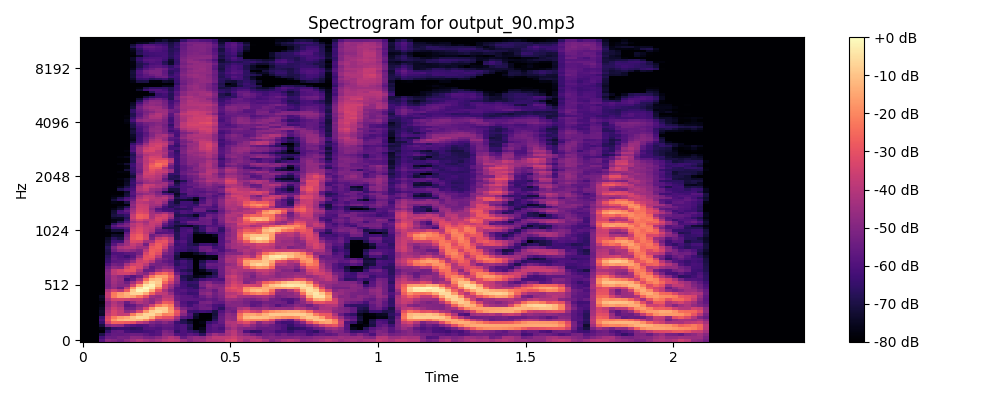 Spectrogram for output_90.mp3
+0 dB
8192
-10 dB
4096
-20 dB
-30 dB
2048
Hz
-40 dB
1024
-50 dB
512
-60 dB
-70 dB
0
-80 dB
0
0.5
1
1.5
2
Time